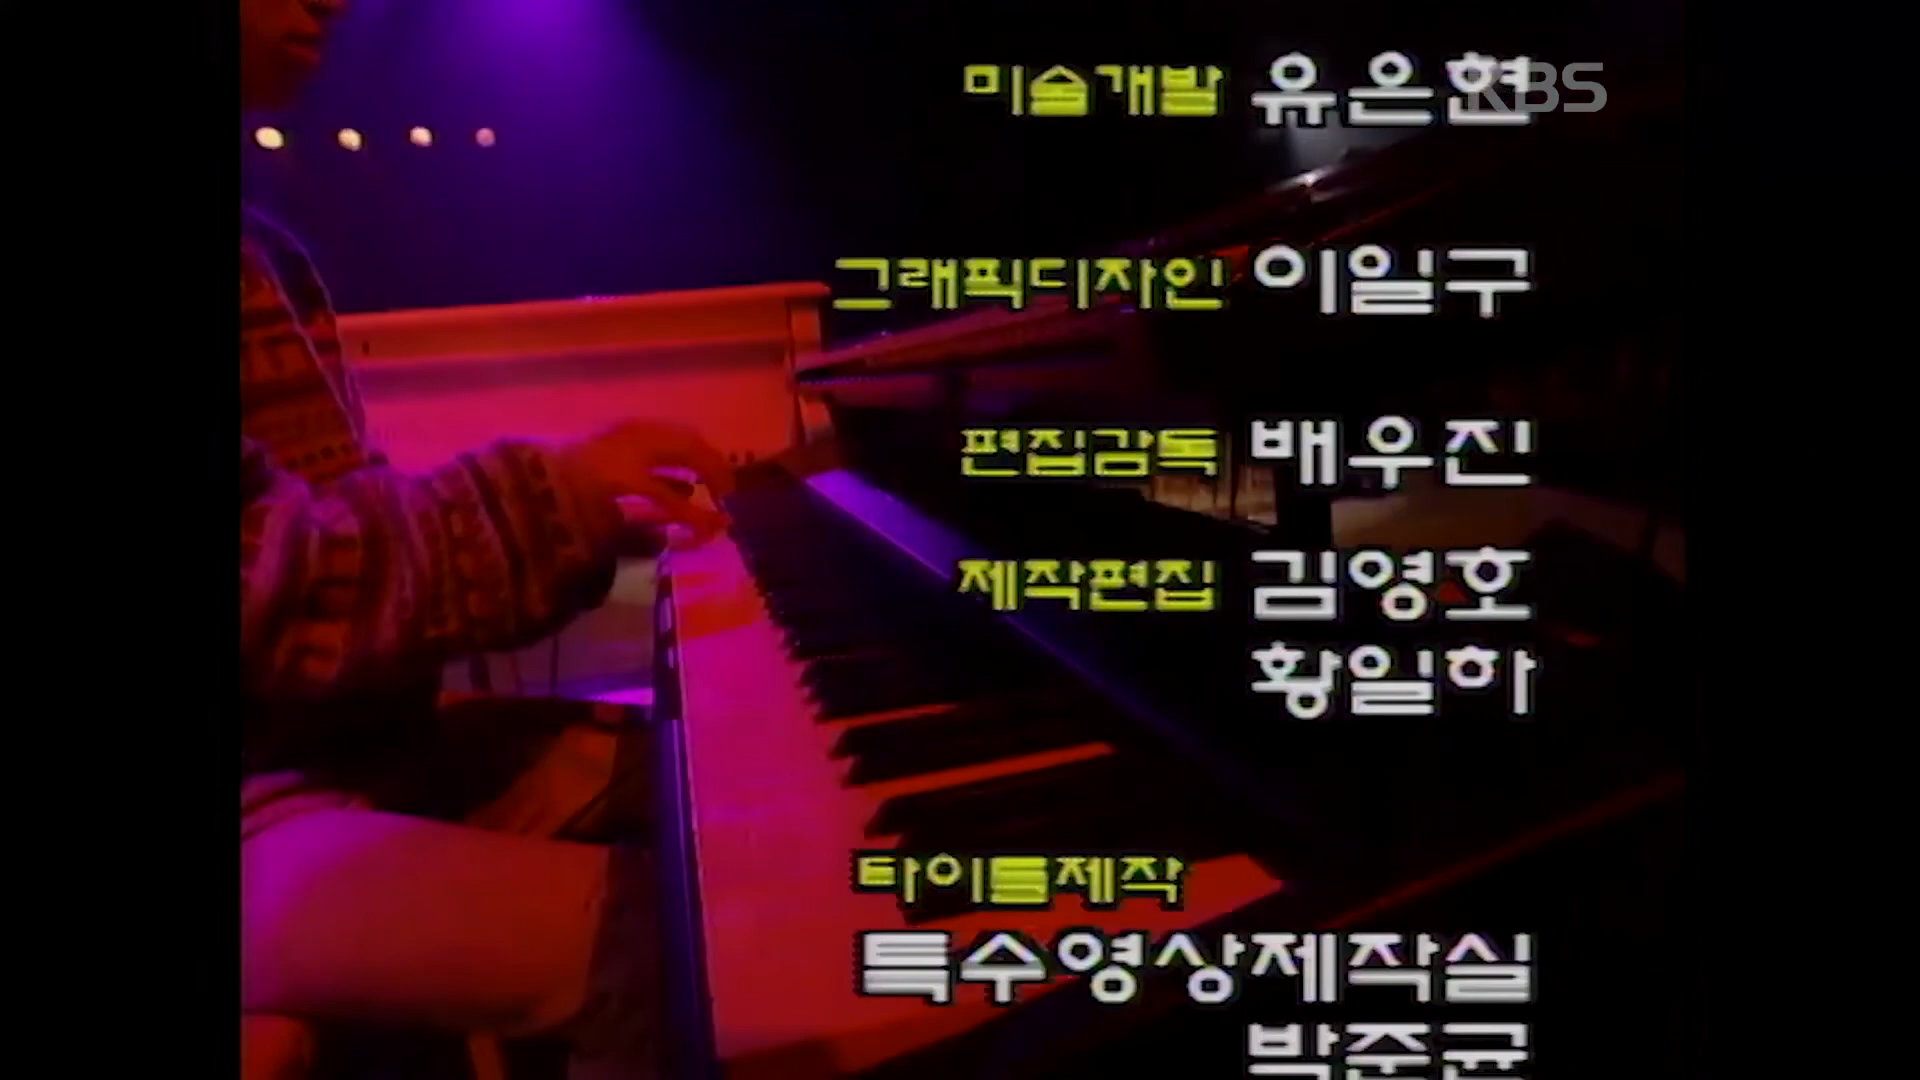 미술개발 유은현
KBS
그래픽디자인 이일구
편집감독 배우진
제작편집 김영호
황일하
타이틀제작
특수영상제작실
박준균